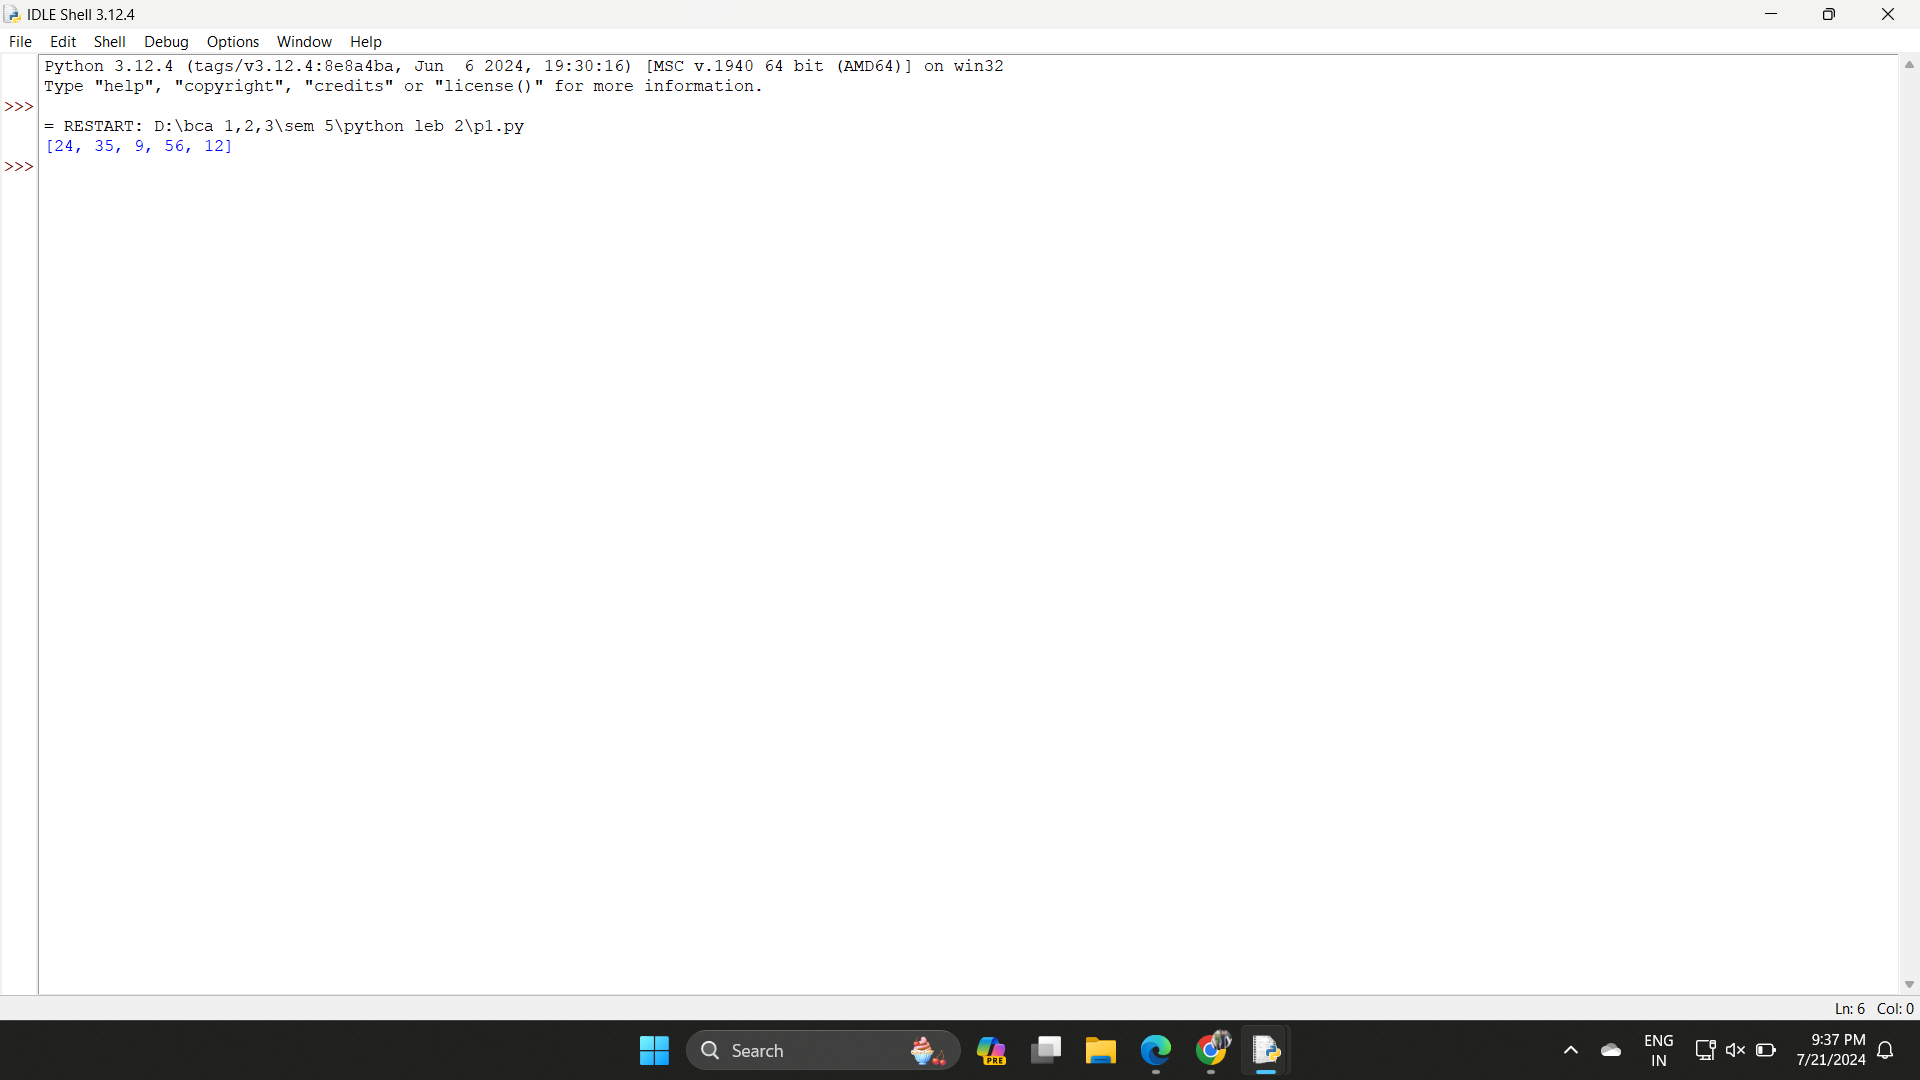 IDLE Shell 3.12.4
File Edit Shell Debug Options Window Help
Python 3.12.4 (tags/v3.12.4:8e8a4ba, Jun  6 2024, 19:30:16) [MSC v.1940 64 bit (AMD64)] on win32
Type "help", "copyright", "credits" or "license()" for more information.
>>>
= RESTART: D:\bca 1,2,3\sem 5\python leb 2\p1.py
[24, 35, 9, 56, 12]
>>>
Ln: 6 Col: 0
Search
PRE
ENG
IN
9:37 PM
7/21/2024